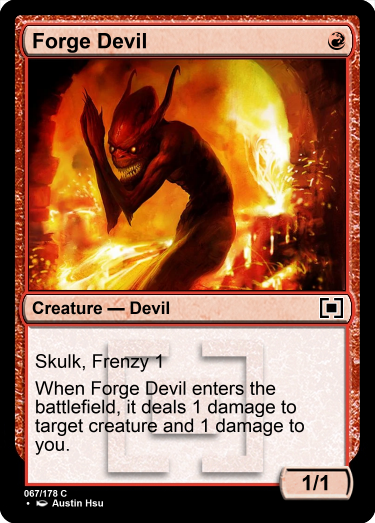 Forge Devil
Creature — Devil
Skulk, Frenzy 1
When Forge Devil enters the
battlefield, it deals 1 damage to
target creature and 1 damage to
you.
1/1
067/178 C
• Austin Hsu